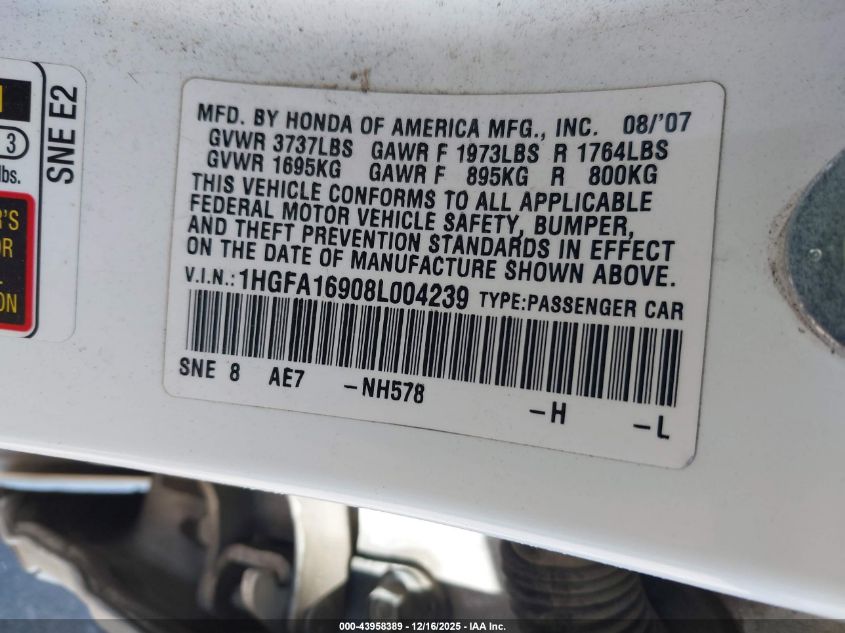 SNE E2
3
lbs.
R'S
OR
ION
MFD. BY HONDA OF AMERICA MFG., INC. 08/'07
GVWR 3737LBS GAWR F 1973LBS R 1764LBS
GVWR 1695KG GAWR F 895KG R 800KG
THIS VEHICLE CONFORMS TO ALL APPLICABLE
FEDERAL MOTOR VEHICLE SAFETY, BUMPER,
AND THEFT PREVENTION STANDARDS IN EFFECT
ON THE DATE OF MANUFACTURE SHOWN ABOVE.
V.I.N.: 1HGFA16908L004239 TYPE:PASSENGER CAR
SNE 8 AE7 -NH578 -H -L
000-43958389 - 12/16/2025 - IAA Inc.